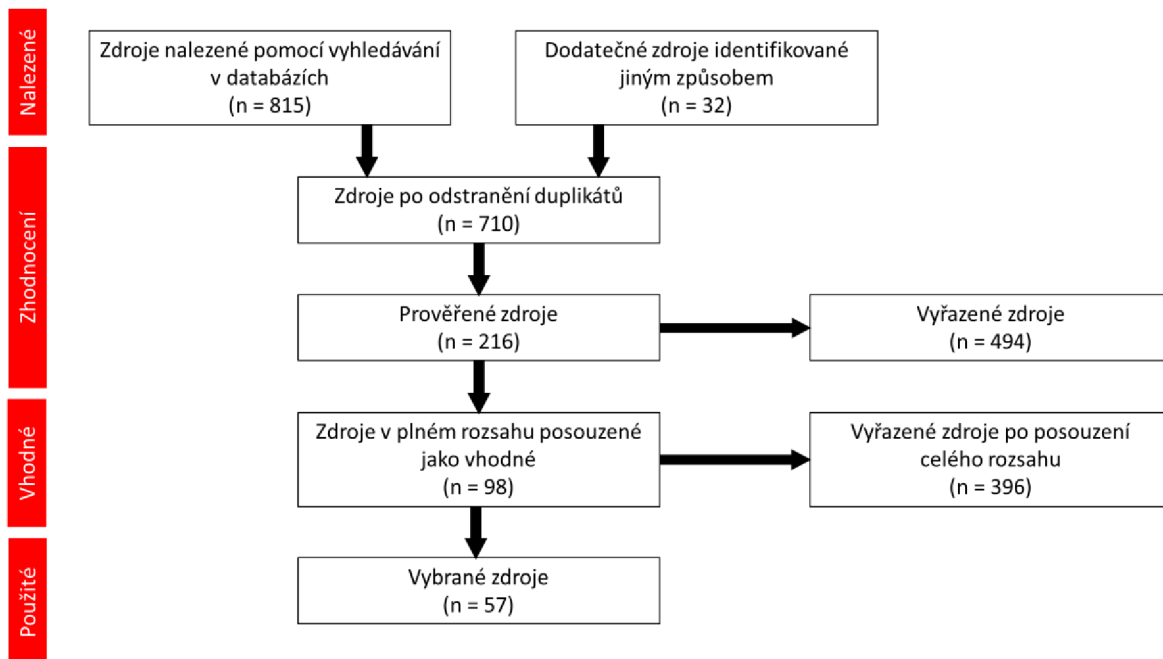 Nalezené
Zdroje nalezené pomocí vyhledávání
v databázích
(n = 815)
Dodatečné zdroje identifikované
jiným způsobem
(n = 32)
Zhodnocení
Zdroje po odstranění duplikátů
(n = 710)
Prověřené zdroje
(n = 216)
Vyřazené zdroje
(n = 494)
Vhodné
Zdroje v plném rozsahu posouzené
jako vhodné
(n = 98)
Vyřazené zdroje po posouzení
celého rozsahu
(n = 396)
Použité
Vybrané zdroje
(n = 57)